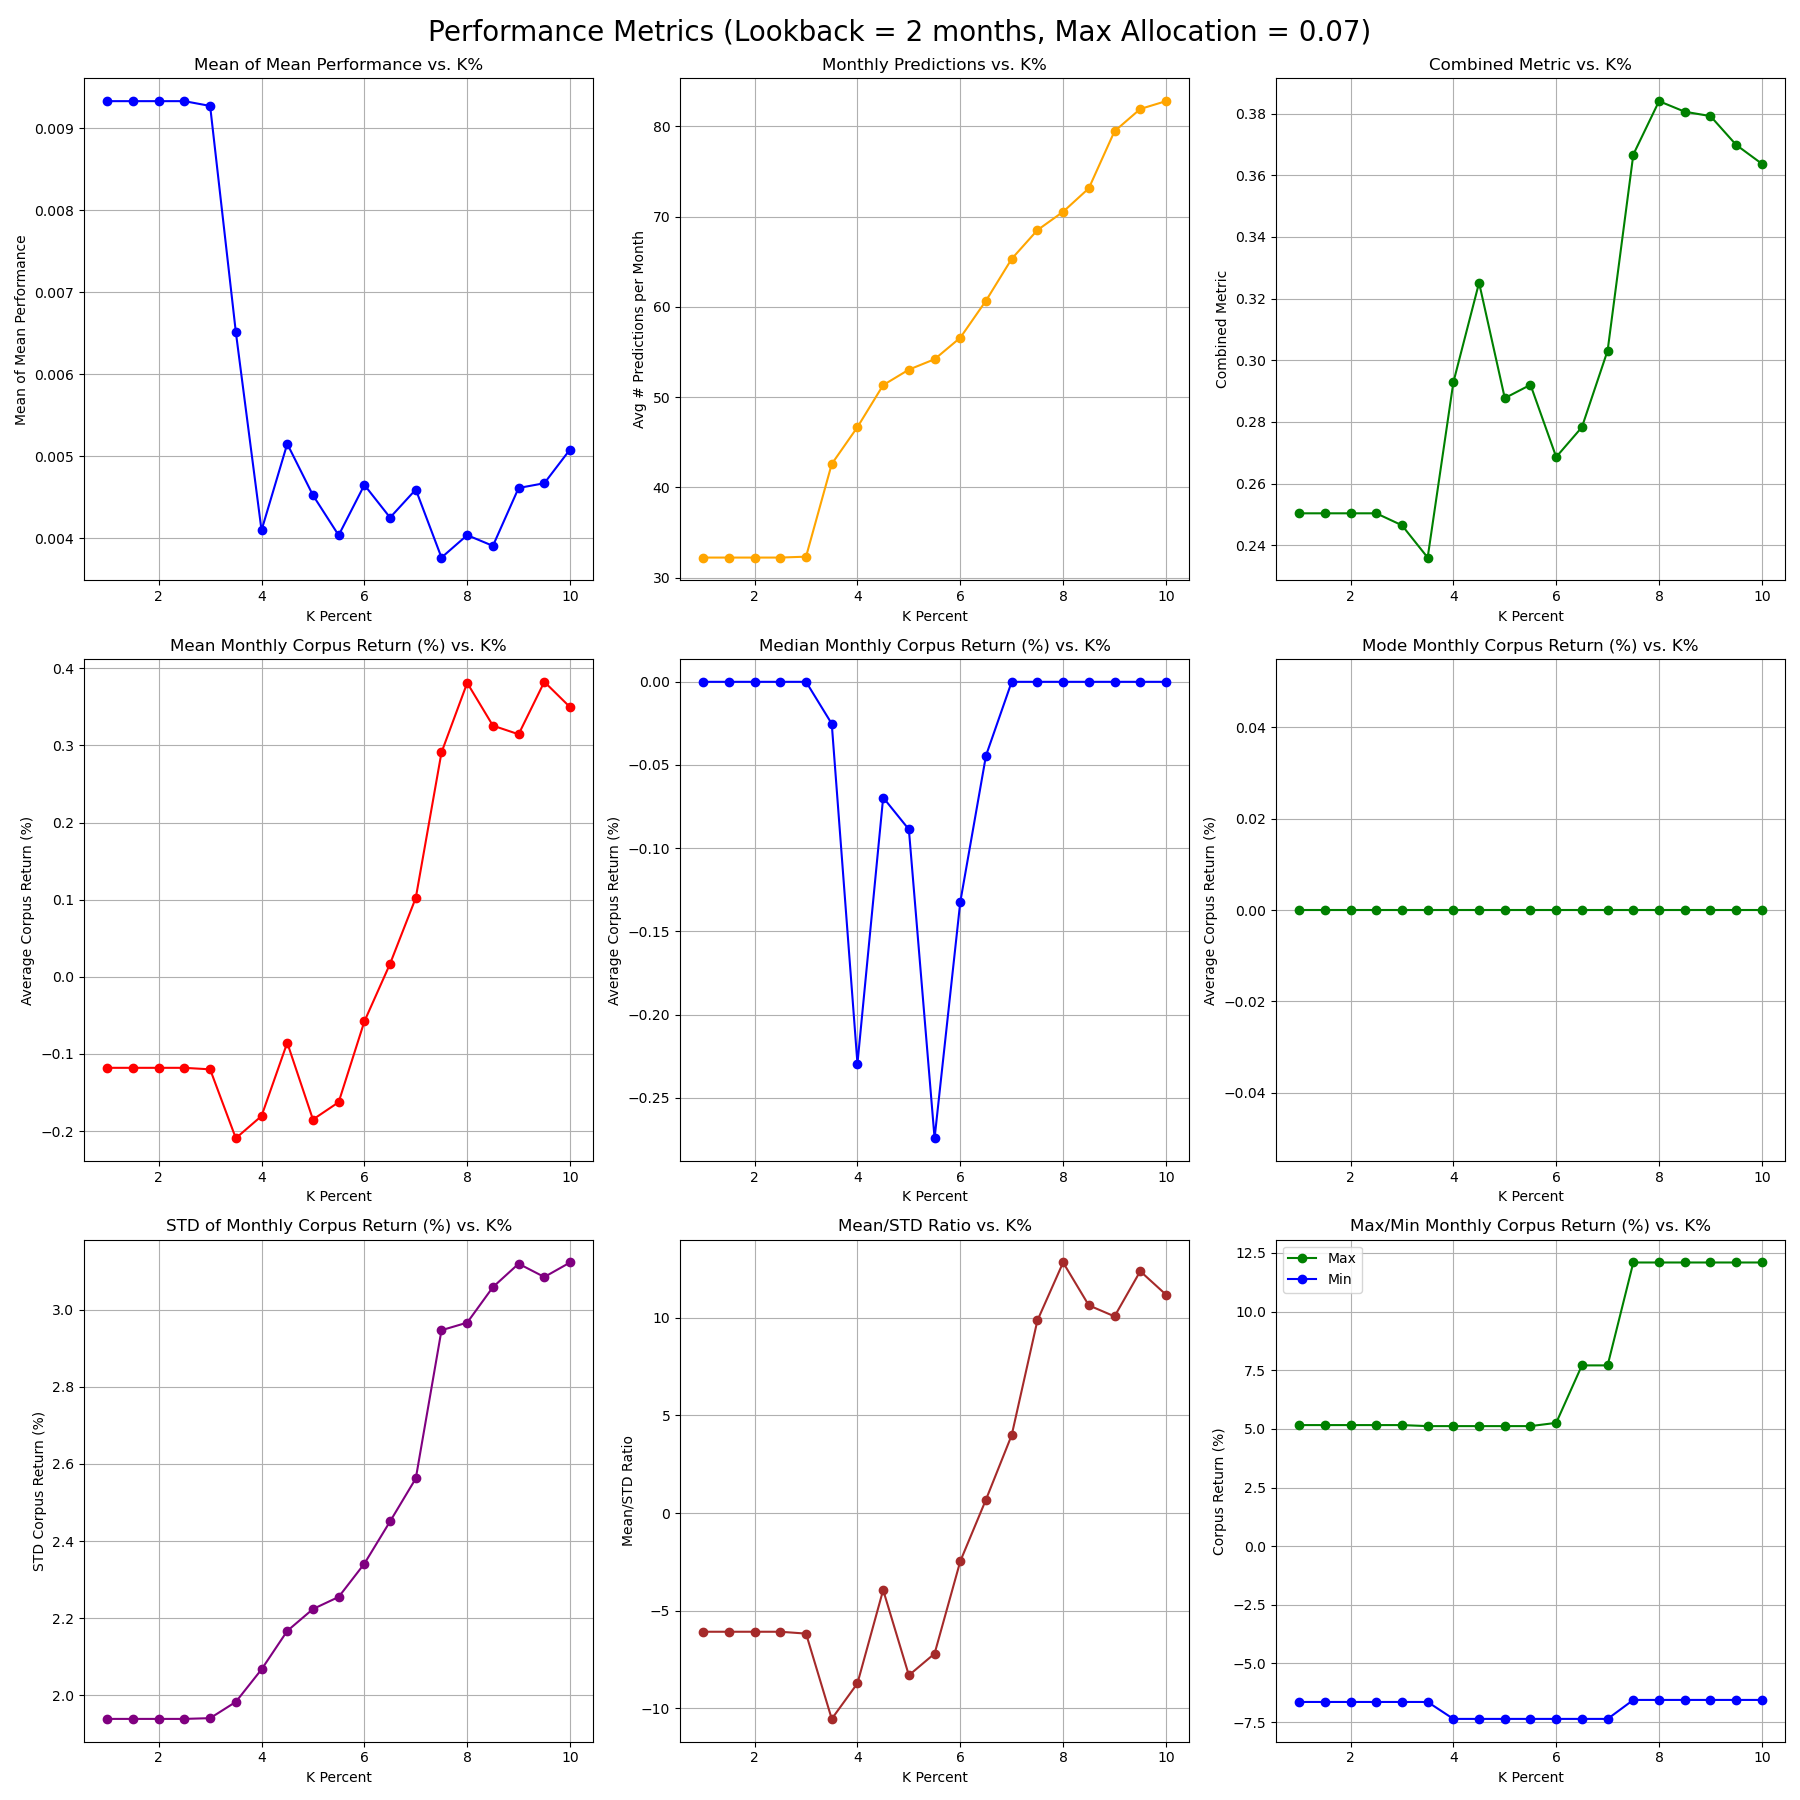 Performance Metrics (Lookback = 2 months, Max Allocation = 0.07)
Mean of Mean Performance vs. K%
Mean of Mean Performance
0.009
0.008
0.007
0.006
0.005
0.004
2 4 6 8 10
K Percent
Monthly Predictions vs. K%
Avg # Predictions per Month
80
70
60
50
40
30
2 4 6 8 10
K Percent
Combined Metric vs. K%
Combined Metric
0.38
0.36
0.34
0.32
0.30
0.28
0.26
0.24
2 4 6 8 10
K Percent
Mean Monthly Corpus Return (%) vs. K%
Average Corpus Return (%)
0.4
0.3
0.2
0.1
0.0
−0.1
−0.2
2 4 6 8 10
K Percent
Median Monthly Corpus Return (%) vs. K%
Average Corpus Return (%)
0.00
−0.05
−0.10
−0.15
−0.20
−0.25
2 4 6 8 10
K Percent
Mode Monthly Corpus Return (%) vs. K%
Average Corpus Return (%)
0.04
0.02
0.00
−0.02
−0.04
2 4 6 8 10
K Percent
STD of Monthly Corpus Return (%) vs. K%
STD Corpus Return (%)
3.0
2.8
2.6
2.4
2.2
2.0
2 4 6 8 10
K Percent
Mean/STD Ratio vs. K%
Mean/STD Ratio
10
5
0
−5
−10
2 4 6 8 10
K Percent
Max/Min Monthly Corpus Return (%) vs. K%
Max
Min
Corpus Return (%)
12.5
10.0
7.5
5.0
2.5
0.0
−2.5
−5.0
−7.5
2 4 6 8 10
K Percent